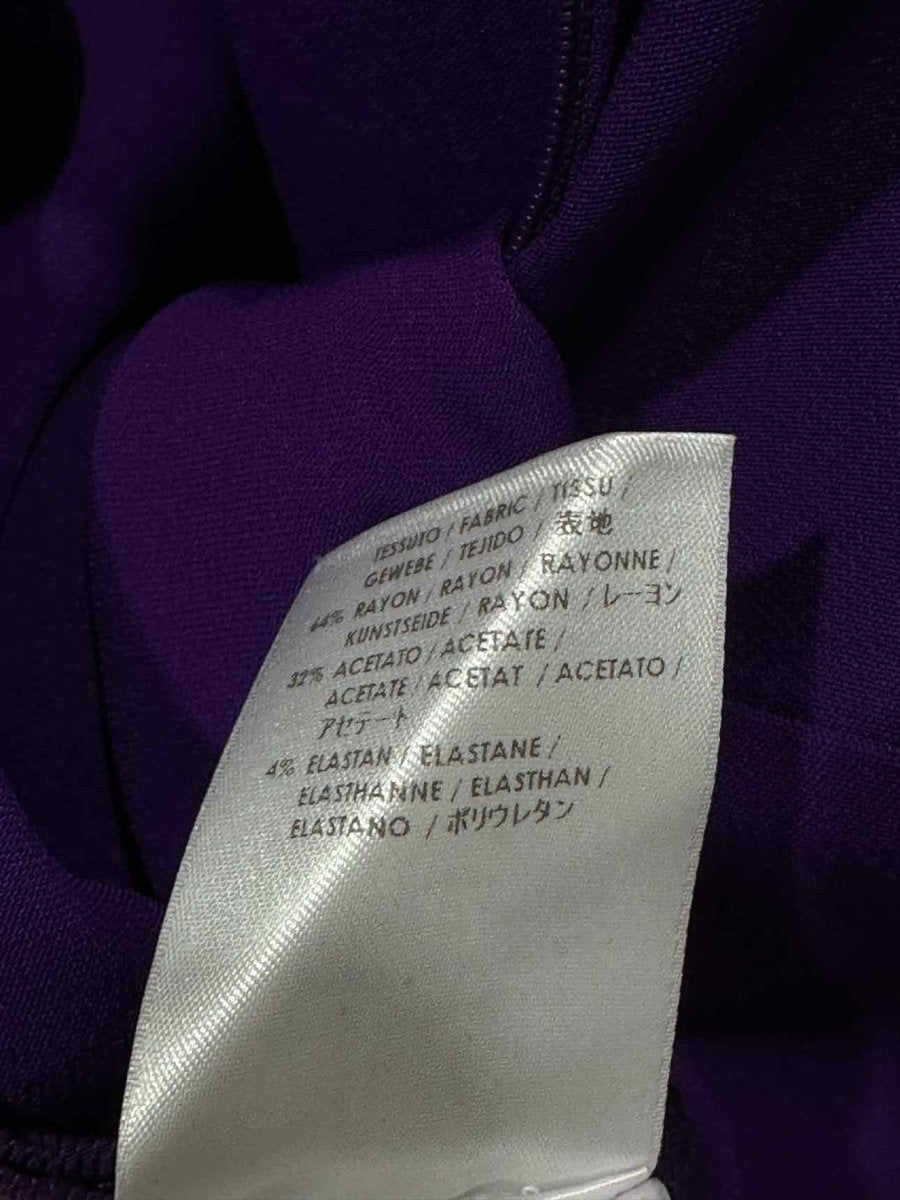 TESSUTO / FABRIC / TISSU /
GEWEBE / TEJIDO / 表地
64% RAYON / RAYON / RAYONNE /
KUNSTSEIDE / RAYON / レーヨン
32% ACETATO / ACETATE /
ACETATE / ACETAT / ACETATO /
アセテート
4% ELASTAN / ELASTANE /
ELASTHANNE / ELASTHAN /
ELASTANO / ポリウレタン